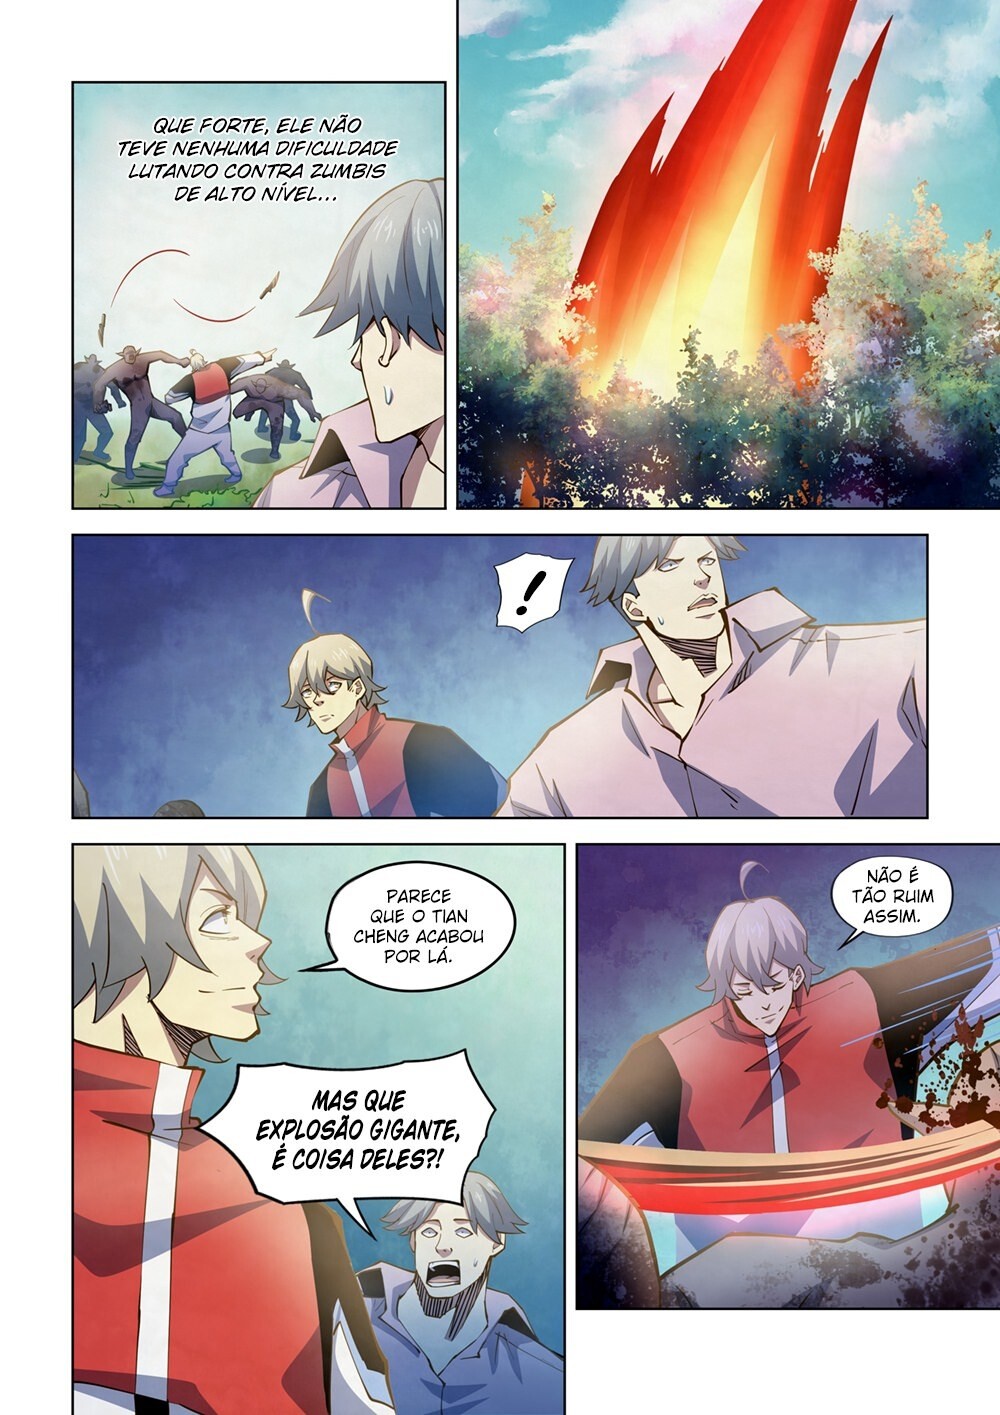 QUE FORTE, ELE NÃO
TEVE NENHUMA DIFICULDADE
LUTANDO CONTRA ZUMBIS
DE ALTO NÍVEL...
!
PARECE
QUE O TIAN
CHENG ACABOU
POR LÁ.
MAS QUE
EXPLOSÃO GIGANTE,
É COISA DELES?!
NÃO É
TÃO RUIM
ASSIM.